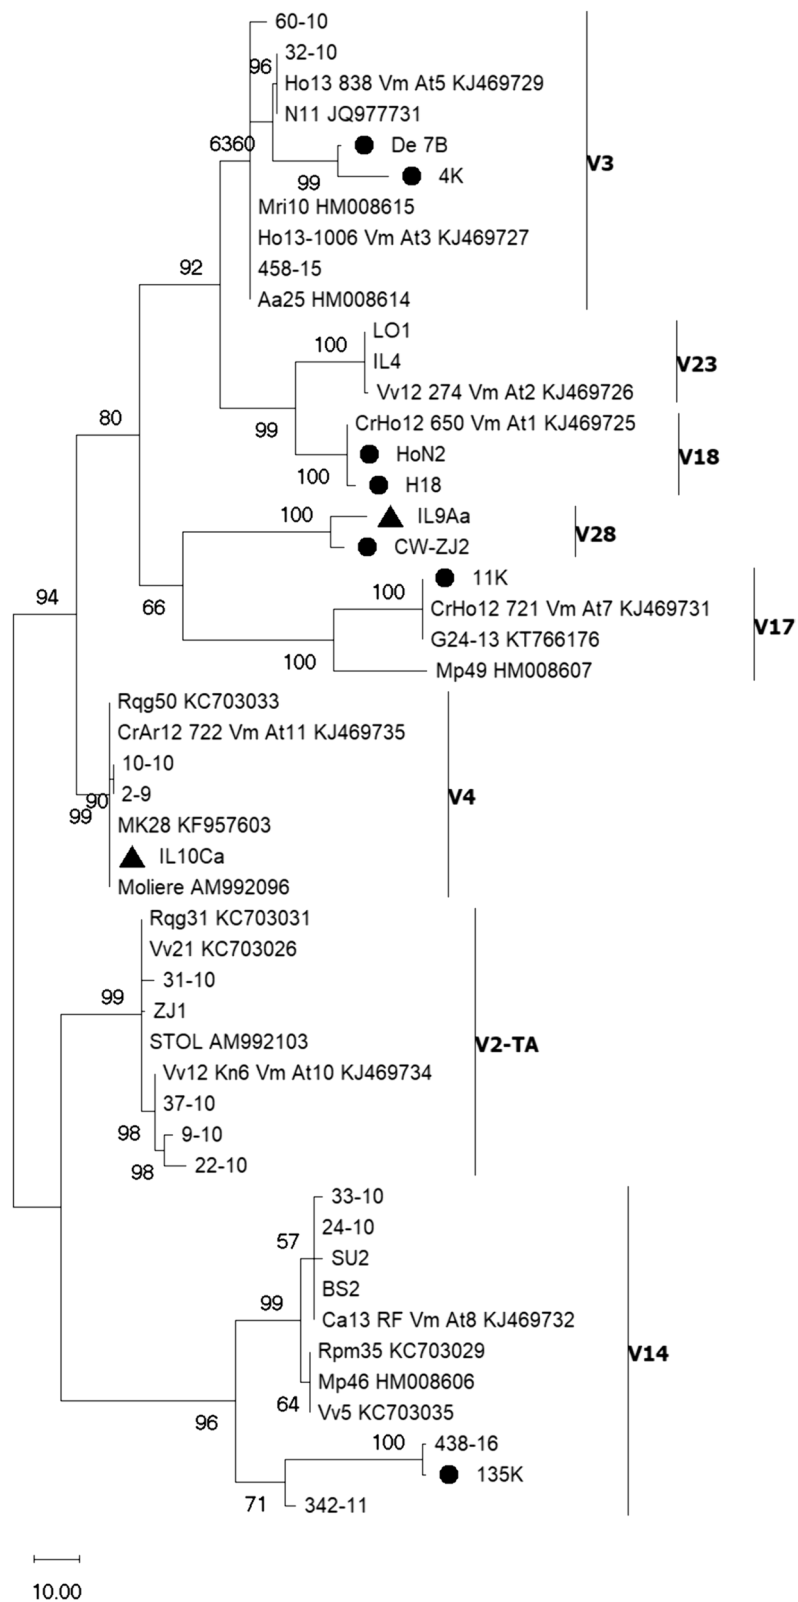 60-10
32-10
96
Ho13 838 Vm At5 KJ469729
N11 JQ977731
6360
De 7B
V3
99
4K
Mri10 HM008615
Ho13-1006 Vm At3 KJ469727
92
458-15
Aa25 HM008614
LO1
100
IL4
V23
Vv12 274 Vm At2 KJ469726
80
99
CrHo12 650 Vm At1 KJ469725
HoN2
V18
100
H18
100
IL9Aa
V28
CW-ZJ2
94
66
100
11K
CrHo12 721 Vm At7 KJ469731
V17
G24-13 KT766176
100
Mp49 HM008607
Rqg50 KC703033
CrAr12 722 Vm At11 KJ469735
10-10
90
2-9
V4
99
MK28 KF957603
IL10Ca
Moliere AM992096
Rqg31 KC703031
Vv21 KC703026
31-10
99
ZJ1
STOL AM992103
V2-TA
Vv12 Kn6 Vm At10 KJ469734
37-10
98
9-10
98
22-10
33-10
24-10
57
SU2
BS2
99
Ca13 RF Vm At8 KJ469732
Rpm35 KC703029
V14
Mp46 HM008606
64
Vv5 KC703035
96
100
438-16
135K
71
342-11
10.00